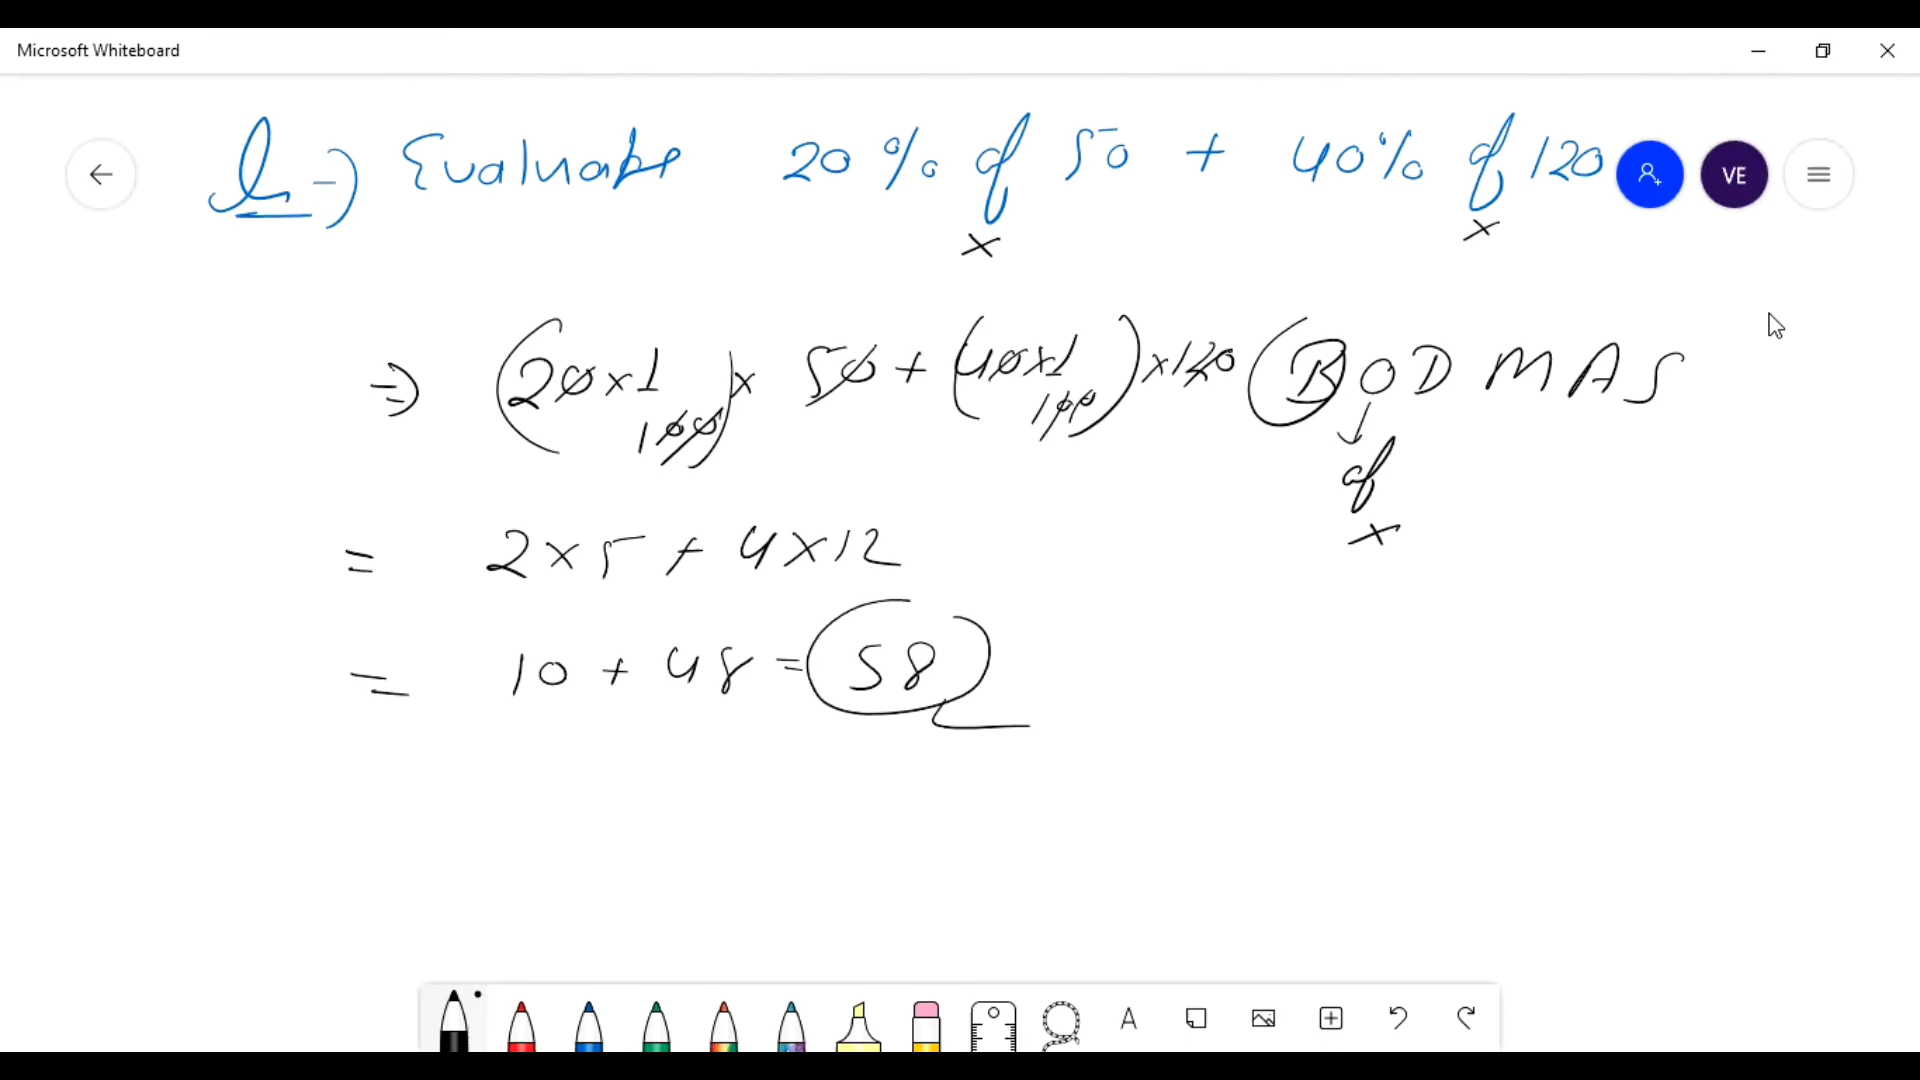 Microsoft Whiteboard
Evaluate 20% of 50 + 40% of 120
VE
× ×
⇒ (20×1/100)× 50 + (40×1/100)×120 (BODMAS
of
×
= 2×5 + 4×12
= 10 + 48 = 58
A